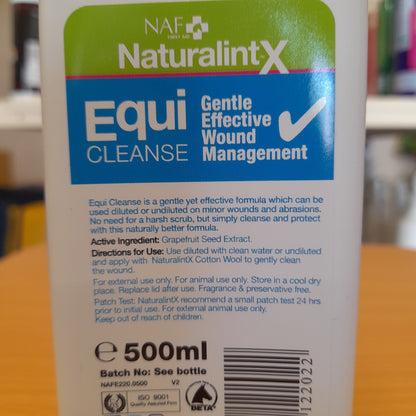 NAF
FIRST AID
NaturalintX
Equi
CLEANSE
Gentle
Effective
Wound
Management
Equi Cleanse is a gentle yet effective formula which can be
used diluted or undiluted on minor wounds and abrasions.
No need for a harsh scrub, but simply cleanse and protect
with this naturally better formula.
Active Ingredient: Grapefruit Seed Extract.
Directions for Use: Use diluted with clean water or undiluted
and apply with NaturalintX Cotton Wool to gently clean
the wound.
For external use only. For animal use only. Store in a cool dry
place. Replace lid after use. Fragrance & preservative free.
Patch Test: NaturalintX recommend a small patch test 24 hrs
prior to initial use. For external animal use only.
Keep out of reach of children.
℮ 500ml
Batch No: See bottle
NAFE220.0500 V2
ISO 9001
Quality Assured Firm
BETA
122022